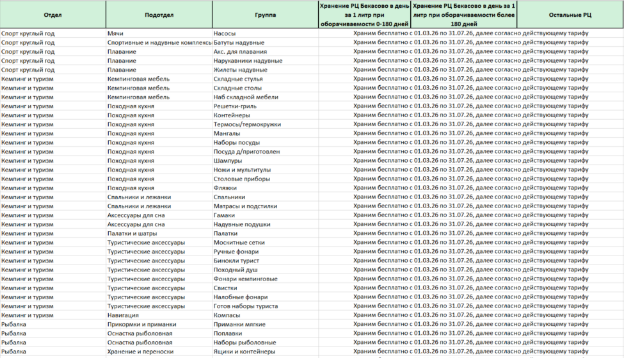 Отдел Подотдел Группа Хранение РЦ Бекасово в день за 1 литр при оборачиваемости 0-180 дней Хранение РЦ Бекасово в день за 1 литр при оборачиваемости более 180 дней Остальные РЦ
Спорт круглый год Мячи Насосы Храним бесплатно с 01.03.26 по 31.07.26, далее согласно действующему тарифу
Спорт круглый год Спортивные и надувные комплексы Батуты надувные Храним бесплатно с 01.03.26 по 31.07.26, далее согласно действующему тарифу
Спорт круглый год Плавание Акс. для плавания Храним бесплатно с 01.03.26 по 31.07.26, далее согласно действующему тарифу
Спорт круглый год Плавание Нарукавники надувные Храним бесплатно с 01.03.26 по 31.07.26, далее согласно действующему тарифу
Спорт круглый год Плавание Жилеты надувные Храним бесплатно с 01.03.26 по 31.07.26, далее согласно действующему тарифу
Кемпинг и туризм Кемпинговая мебель Складные стулья Храним бесплатно с 01.03.26 по 31.07.26, далее согласно действующему тарифу
Кемпинг и туризм Кемпинговая мебель Складные столы Храним бесплатно с 01.03.26 по 31.07.26, далее согласно действующему тарифу
Кемпинг и туризм Кемпинговая мебель Наб складной мебели Храним бесплатно с 01.03.26 по 31.07.26, далее согласно действующему тарифу
Кемпинг и туризм Походная кухня Решетки-гриль Храним бесплатно с 01.03.26 по 31.07.26, далее согласно действующему тарифу
Кемпинг и туризм Походная кухня Контейнеры Храним бесплатно с 01.03.26 по 31.07.26, далее согласно действующему тарифу
Кемпинг и туризм Походная кухня Термосы/термокружки Храним бесплатно с 01.03.26 по 31.07.26, далее согласно действующему тарифу
Кемпинг и туризм Походная кухня Мангалы Храним бесплатно с 01.03.26 по 31.07.26, далее согласно действующему тарифу
Кемпинг и туризм Походная кухня Наборы посуды Храним бесплатно с 01.03.26 по 31.07.26, далее согласно действующему тарифу
Кемпинг и туризм Походная кухня Посуда д/приготовлен Храним бесплатно с 01.03.26 по 31.07.26, далее согласно действующему тарифу
Кемпинг и туризм Походная кухня Шампуры Храним бесплатно с 01.03.26 по 31.07.26, далее согласно действующему тарифу
Кемпинг и туризм Походная кухня Ножи и мультитулы Храним бесплатно с 01.03.26 по 31.07.26, далее согласно действующему тарифу
Кемпинг и туризм Походная кухня Столовые приборы Храним бесплатно с 01.03.26 по 31.07.26, далее согласно действующему тарифу
Кемпинг и туризм Походная кухня Фляжки Храним бесплатно с 01.03.26 по 31.07.26, далее согласно действующему тарифу
Кемпинг и туризм Спальники и лежанки Спальники Храним бесплатно с 01.03.26 по 31.07.26, далее согласно действующему тарифу
Кемпинг и туризм Спальники и лежанки Матрасы и подстилки Храним бесплатно с 01.03.26 по 31.07.26, далее согласно действующему тарифу
Кемпинг и туризм Аксессуары для сна Гамаки Храним бесплатно с 01.03.26 по 31.07.26, далее согласно действующему тарифу
Кемпинг и туризм Аксессуары для сна Надувные подушки Храним бесплатно с 01.03.26 по 31.07.26, далее согласно действующему тарифу
Кемпинг и туризм Палатки и шатры Палатки Храним бесплатно с 01.03.26 по 31.07.26, далее согласно действующему тарифу
Кемпинг и туризм Туристические аксессуары Москитные сетки Храним бесплатно с 01.03.26 по 31.07.26, далее согласно действующему тарифу
Кемпинг и туризм Туристические аксессуары Ручные фонари Храним бесплатно с 01.03.26 по 31.07.26, далее согласно действующему тарифу
Кемпинг и туризм Туристические аксессуары Бинокли турист Храним бесплатно с 01.03.26 по 31.07.26, далее согласно действующему тарифу
Кемпинг и туризм Туристические аксессуары Походный душ Храним бесплатно с 01.03.26 по 31.07.26, далее согласно действующему тарифу
Кемпинг и туризм Туристические аксессуары Фонари кемпинговые Храним бесплатно с 01.03.26 по 31.07.26, далее согласно действующему тарифу
Кемпинг и туризм Туристические аксессуары Свистки Храним бесплатно с 01.03.26 по 31.07.26, далее согласно действующему тарифу
Кемпинг и туризм Туристические аксессуары Налобные фонари Храним бесплатно с 01.03.26 по 31.07.26, далее согласно действующему тарифу
Кемпинг и туризм Туристические аксессуары Готов набоpы туриста Храним бесплатно с 01.03.26 по 31.07.26, далее согласно действующему тарифу
Кемпинг и туризм Навигация Компасы Храним бесплатно с 01.03.26 по 31.07.26, далее согласно действующему тарифу
Рыбалка Прикормки и приманки Приманки мягкие Храним бесплатно с 01.03.26 по 31.07.26, далее согласно действующему тарифу
Рыбалка Оснастка рыболовная Поплавки Храним бесплатно с 01.03.26 по 31.07.26, далее согласно действующему тарифу
Рыбалка Оснастка рыболовная Наборы рыболовные Храним бесплатно с 01.03.26 по 31.07.26, далее согласно действующему тарифу
Рыбалка Хранение и переноски Ящики и контейнеры Храним бесплатно с 01.03.26 по 31.07.26, далее согласно действующему тарифу